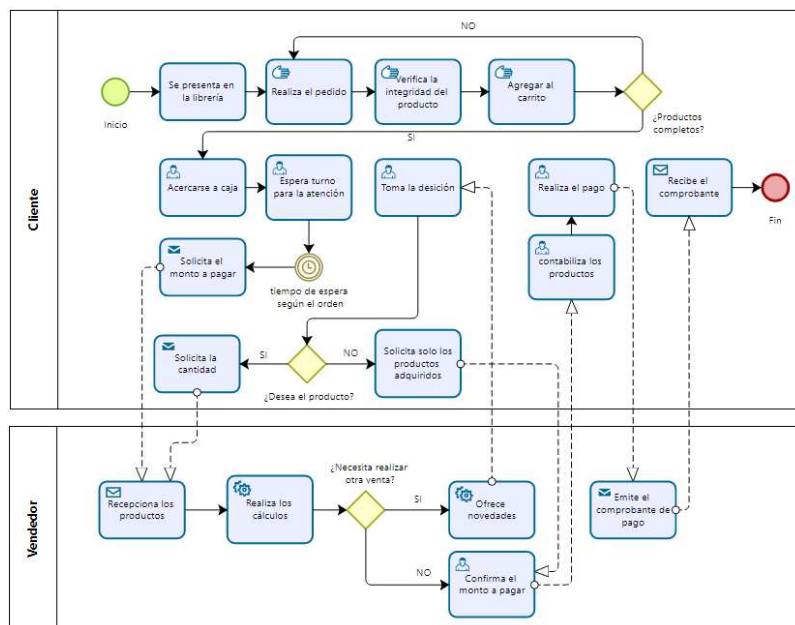 Cliente
NO
Se presenta en
la librería
Realiza el pedido
Verifica la
integridad del
producto
Agregar al
carrito
Inicio
¿Productos
completos?
SI
Acercarse a caja
Espera turno
para la atención
Toma la desición
Realiza el pago
Recibe el
comprobante
Fin
Solicita el
monto a pagar
tiempo de espera
según el orden
contabiliza los
productos
Solicita la
cantidad
SI
NO
Solicita solo los
productos
adquiridos
¿Desea el producto?
Vendedor
¿Necesita realizar
otra venta?
Recepciona los
productos
Realiza los
cálculos
SI
Ofrece
novedades
Emite el
comprobante de
pago
NO
Confirma el
monto a pagar